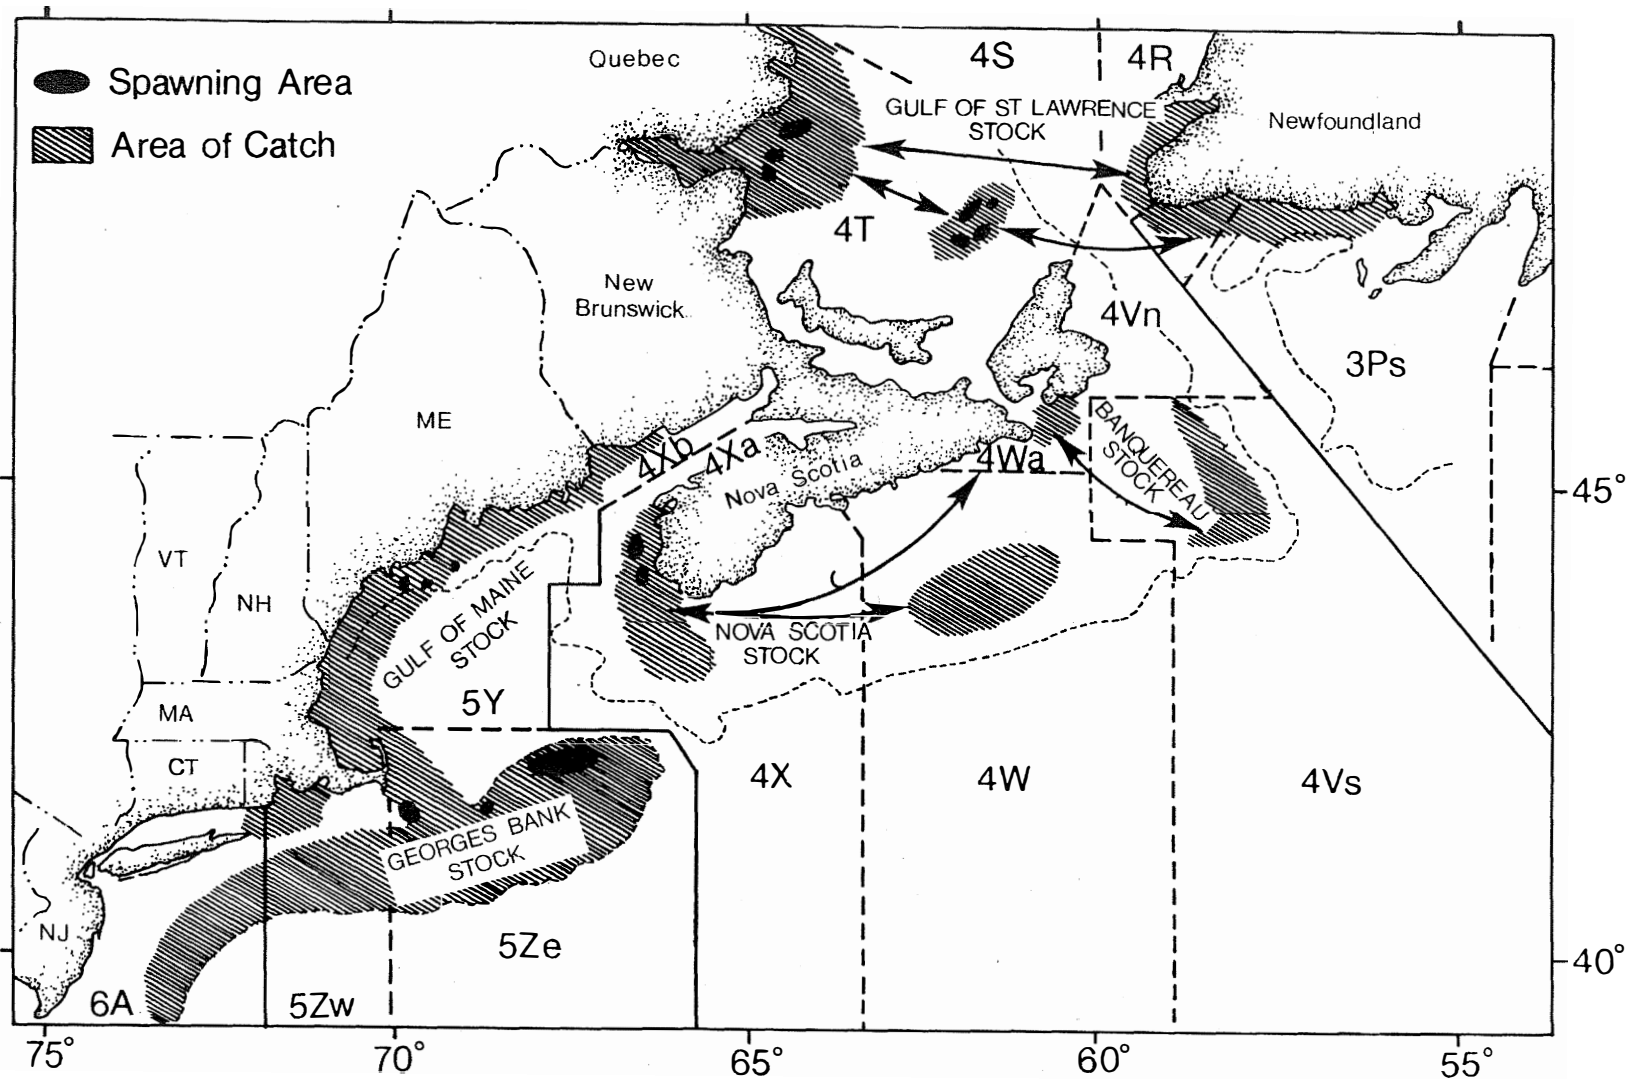 Spawning Area
Area of Catch
Quebec
4S
4R
GULF OF ST LAWRENCE
STOCK
Newfoundland
4T
New
Brunswick
4Vn
3Ps
ME
4Xb
4Xa
Nova Scotia
4Wa
BANQUEREAU
STOCK
45°
VT
NH
GULF OF MAINE
STOCK
NOVA SCOTIA
STOCK
5Y
MA
CT
4X
4W
4Vs
GEORGES BANK
STOCK
NJ
5Ze
40°
6A
5Zw
75°
70°
65°
60°
55°